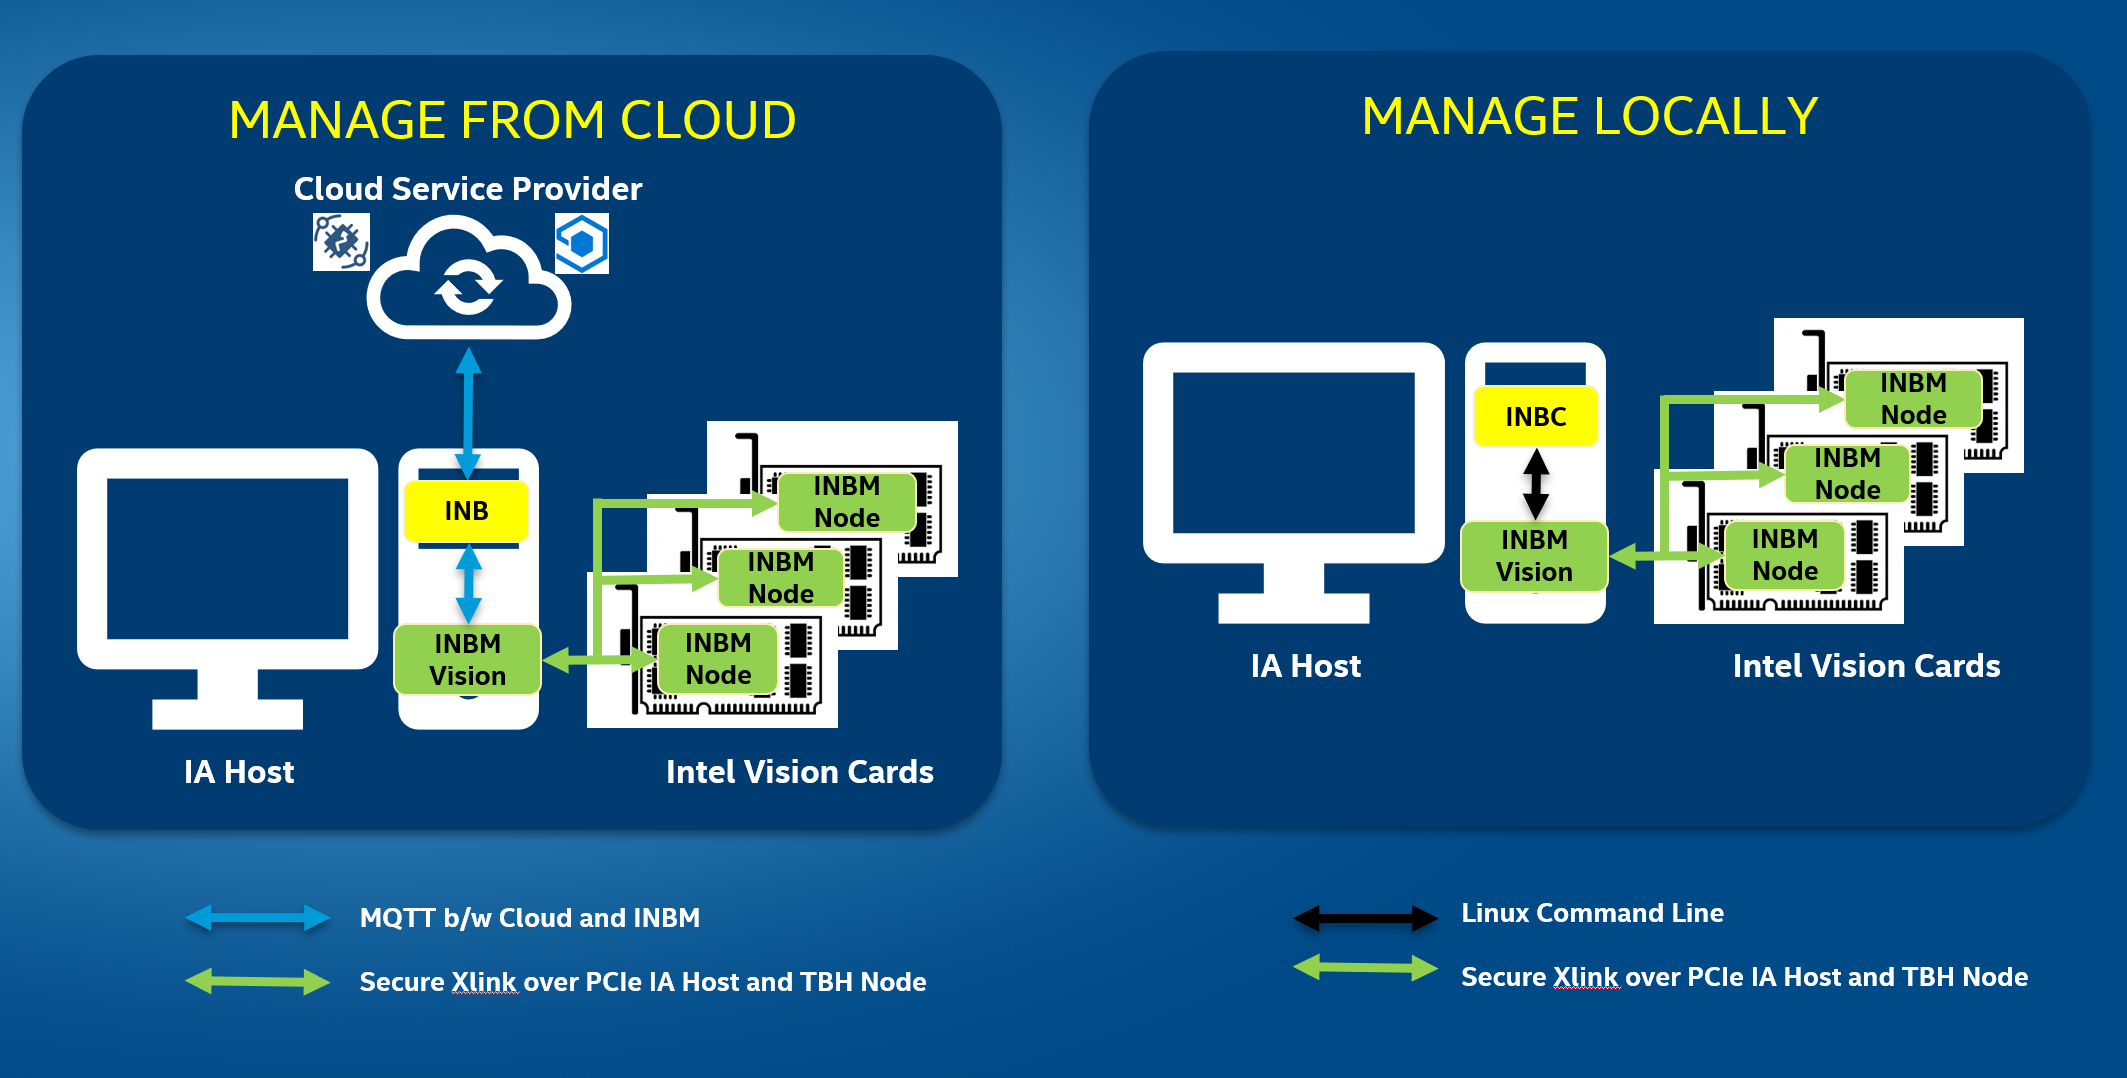 MANAGE FROM CLOUD
Cloud Service Provider
INB
INBM
Vision
INBM
Node
INBM
Node
INBM
Node
IA Host
Intel Vision Cards
MQTT b/w Cloud and INBM
Secure Xlink over PCIe IA Host and TBH Node
MANAGE LOCALLY
INBC
INBM
Vision
INBM
Node
INBM
Node
INBM
Node
IA Host
Intel Vision Cards
Linux Command Line
Secure Xlink over PCIe IA Host and TBH Node